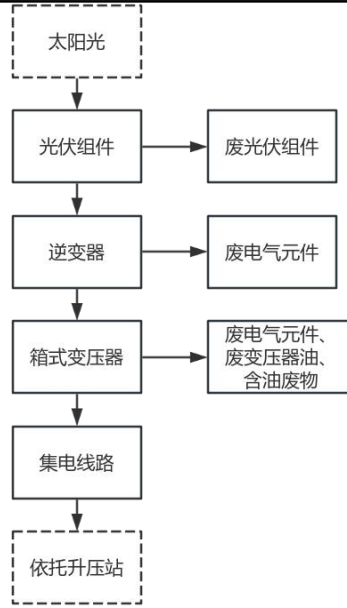 太阳光
光伏组件
废光伏组件
逆变器
废电气元件
箱式变压器
废电气元件、
废变压器油、
含油废物
集电线路
依托升压站